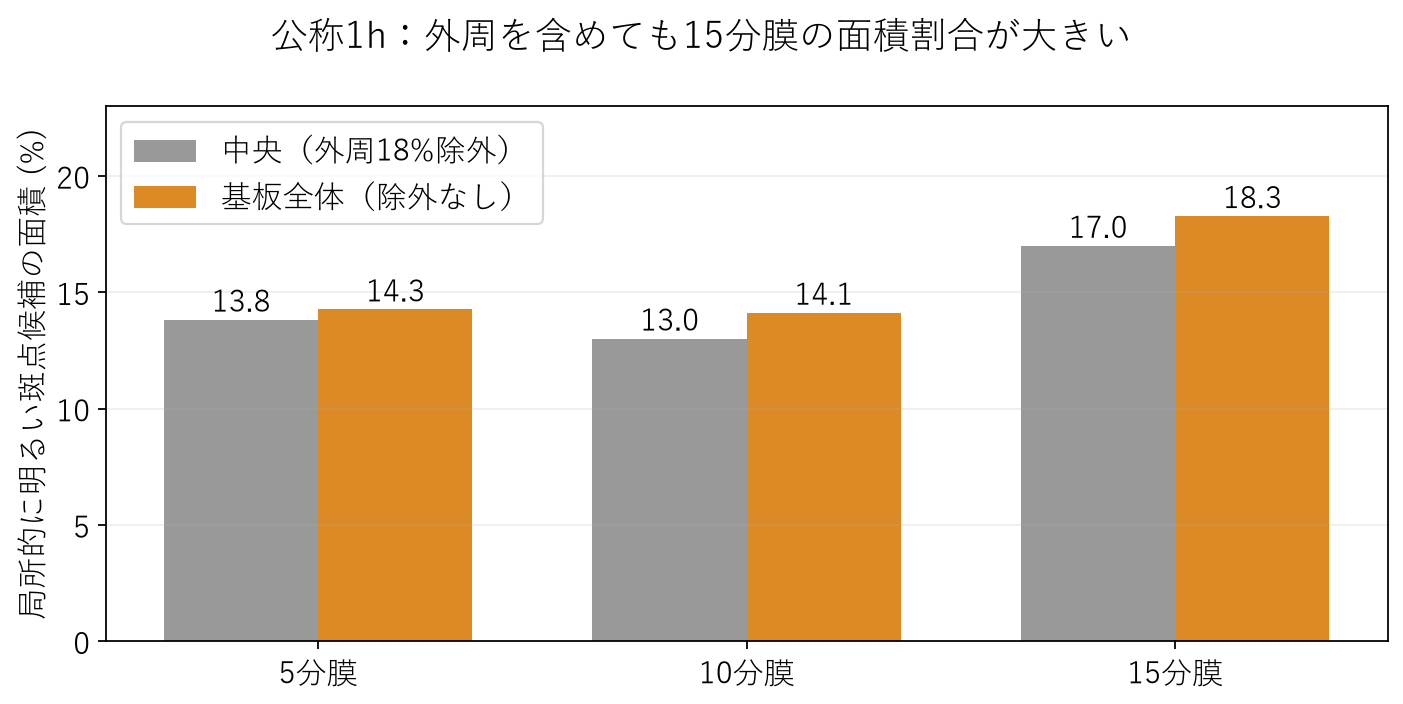 公称1h：外周を含めても15分膜の面積割合が大きい
局所的に明るい斑点候補の面積 (%)
中央（外周18%除外）
基板全体（除外なし）
20
15
10
5
0
13.8
14.3
13.0
14.1
17.0
18.3
5分膜
10分膜
15分膜